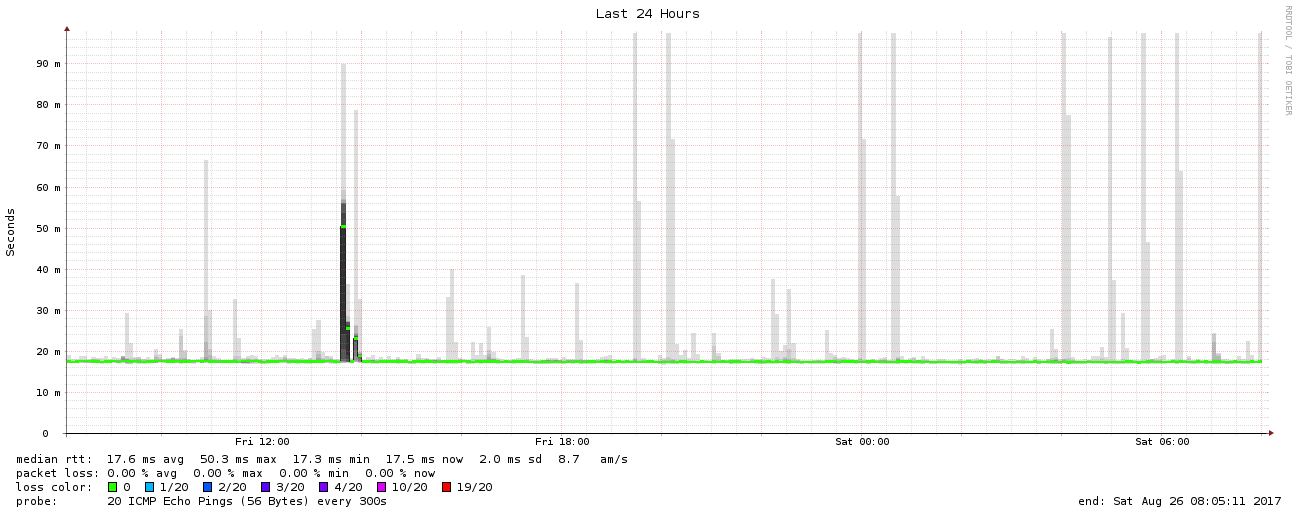 Last 24 Hours
RRDTOOL / TOBI OETIKER
Seconds
90 m
80 m
70 m
60 m
50 m
40 m
30 m
20 m
10 m
0
Fri 12:00 Fri 18:00 Sat 00:00 Sat 06:00
median rtt: 17.6 ms avg 50.3 ms max 17.3 ms min 17.5 ms now 2.0 ms sd 8.7 am/s
packet loss: 0.00 % avg 0.00 % max 0.00 % min 0.00 % now
loss color: 0 1/20 2/20 3/20 4/20 10/20 19/20
probe: 20 ICMP Echo Pings (56 Bytes) every 300s end: Sat Aug 26 08:05:11 2017